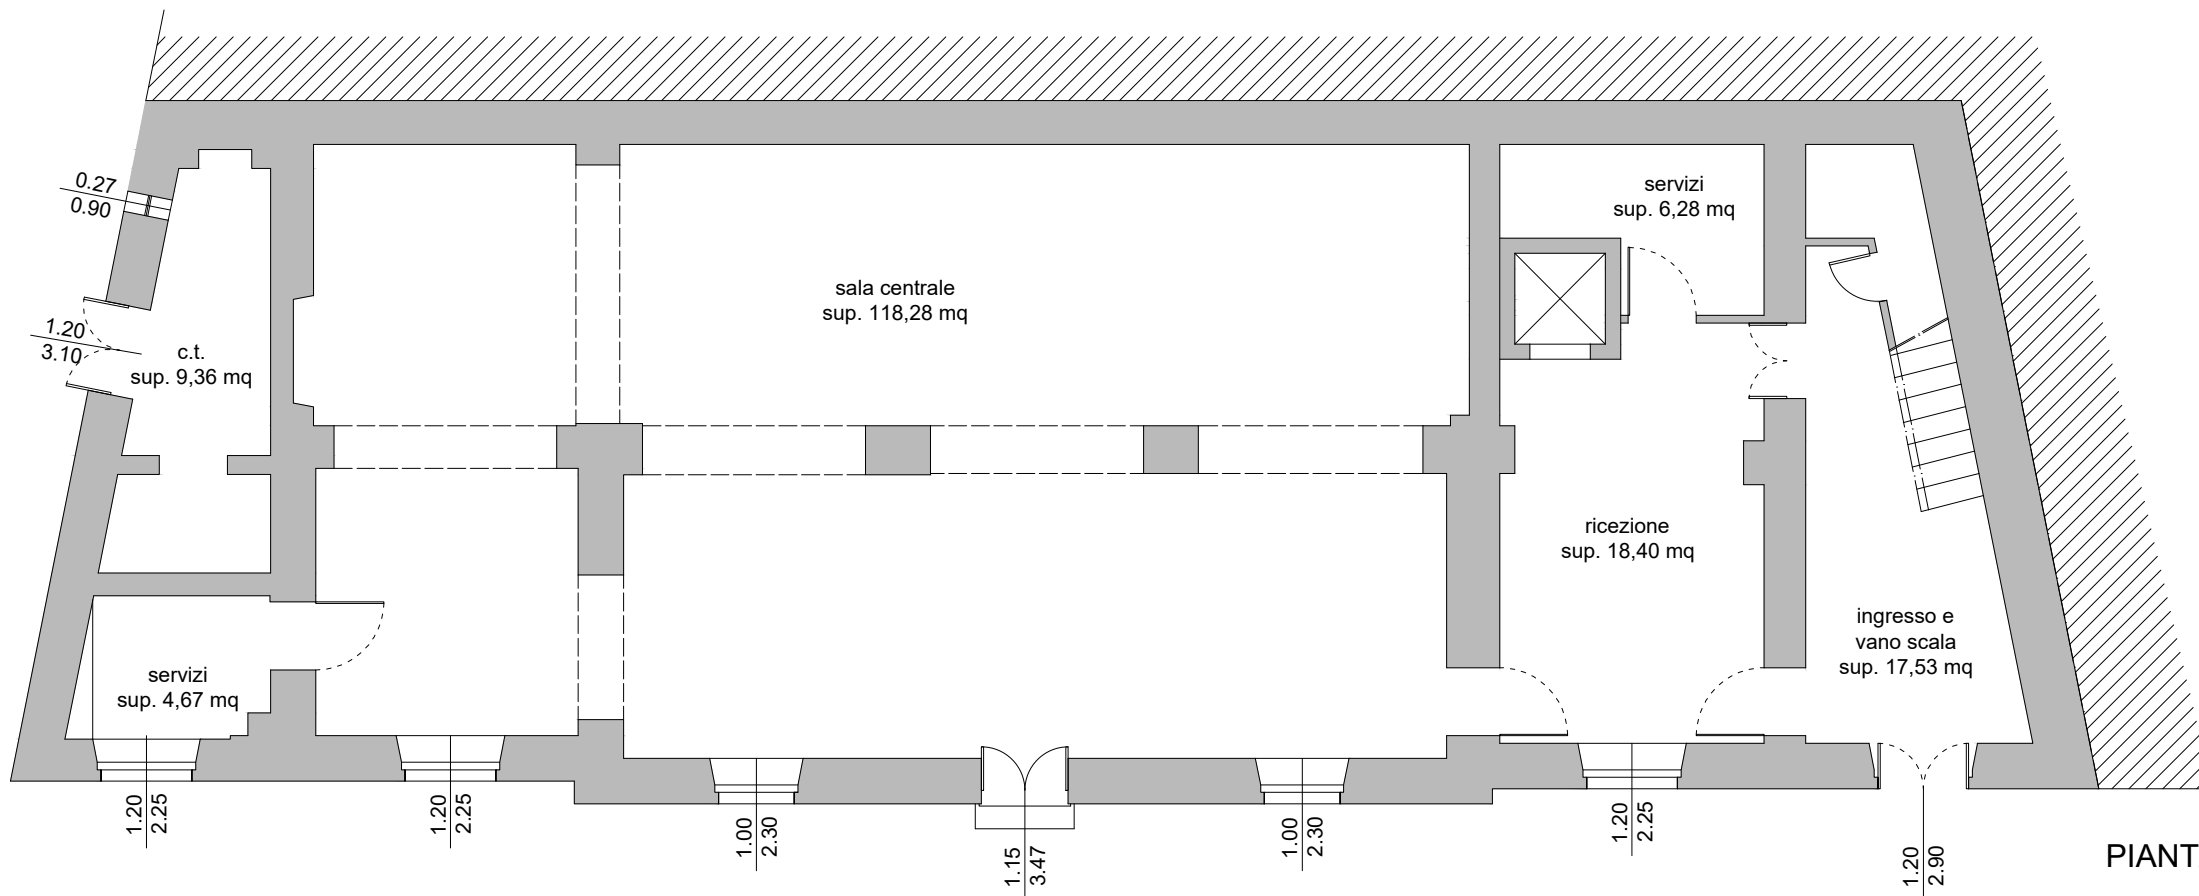 servizi
sup. 6,28 mq
0.27
0.90
sala centrale
sup. 118,28 mq
1.20
3.10
c.t.
sup. 9,36 mq
ricezione
sup. 18,40 mq
ingresso e
vano scala
sup. 17,53 mq
servizi
sup. 4,67 mq
1.20
2.25
1.20
2.25
1.00
2.30
1.15
3.47
1.00
2.30
1.20
2.25
1.20
2.90
PIANT